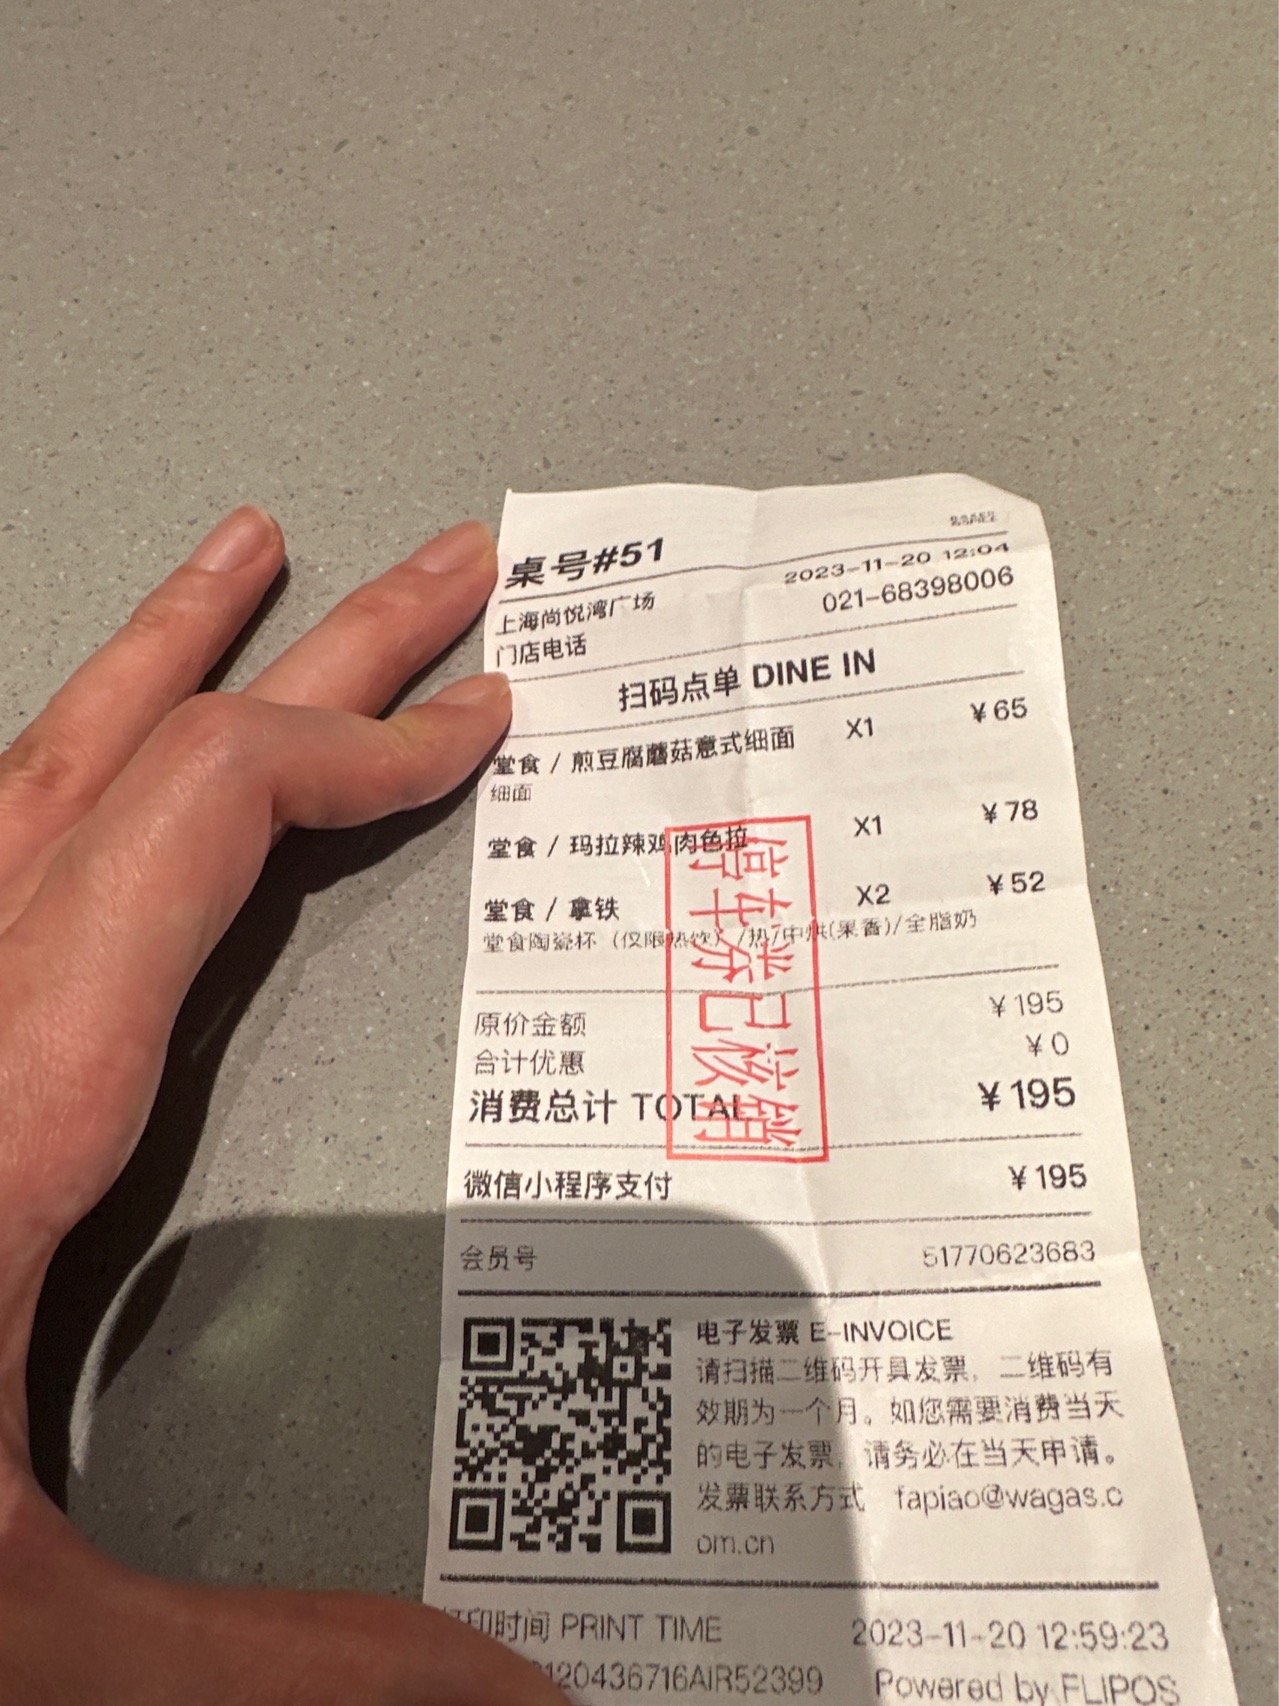 桌号#51
2023-11-20 12:04
上海尚悦湾广场
021-68398006
门店电话
扫码点单 DINE IN
堂食 / 煎豆腐蘑菇意式细面 X1 ¥65
细面
堂食 / 玛拉辣鸡肉色拉 X1 ¥78
堂食 / 拿铁 X2 ¥52
堂食陶瓷杯（仅限热饮）/热/中烘(果香)/全脂奶
停车券已核销
原价金额 ¥195
合计优惠 ¥0
消费总计 TOTAL ¥195
微信小程序支付 ¥195
会员号 51770623683
电子发票 E-INVOICE
请扫描二维码开具发票，二维码有
效期为一个月。如您需要消费当天
的电子发票，请务必在当天申请。
发票联系方式 fapiao@wagas.c
om.cn
打印时间 PRINT TIME 2023-11-20 12:59:23
120436716AIR52399 Powered by FLIPOS